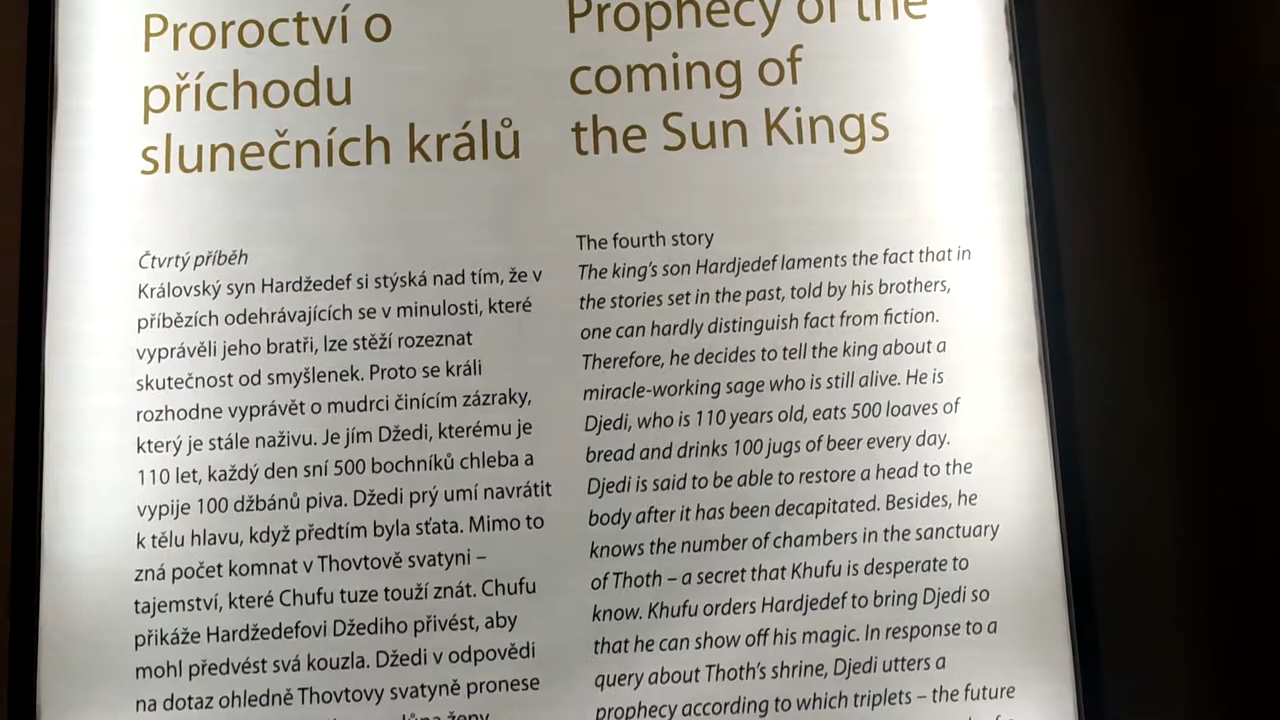 Proroctví o
příchodu
slunečních králů
Čtvrtý příběh
Královský syn Hardžedef si stýská nad tím, že v
příbězích odehrávajících se v minulosti, které
vyprávěli jeho bratři, lze stěží rozeznat
skutečnost od smyšlenek. Proto se králi
rozhodne vyprávět o mudrci činícím zázraky,
který je stále naživu. Je jím Džedi, kterému je
110 let, každý den sní 500 bochníků chleba a
vypije 100 džbánů piva. Džedi prý umí navrátit
k tělu hlavu, když předtím byla sťata. Mimo to
zná počet komnat v Thovtově svatyni –
tajemství, které Chufu tuze touží znát. Chufu
přikáže Hardžedefovi Džediho přivést, aby
mohl předvést svá kouzla. Džedi v odpovědi
na dotaz ohledně Thovtovy svatyně pronese
ženy
Prophecy of the
coming of
the Sun Kings
The fourth story
The king's son Hardjedef laments the fact that in
the stories set in the past, told by his brothers,
one can hardly distinguish fact from fiction.
Therefore, he decides to tell the king about a
miracle-working sage who is still alive. He is
Djedi, who is 110 years old, eats 500 loaves of
bread and drinks 100 jugs of beer every day.
Djedi is said to be able to restore a head to the
body after it has been decapitated. Besides, he
knows the number of chambers in the sanctuary
of Thoth – a secret that Khufu is desperate to
know. Khufu orders Hardjedef to bring Djedi so
that he can show off his magic. In response to a
query about Thoth's shrine, Djedi utters a
prophecy according to which triplets – the future